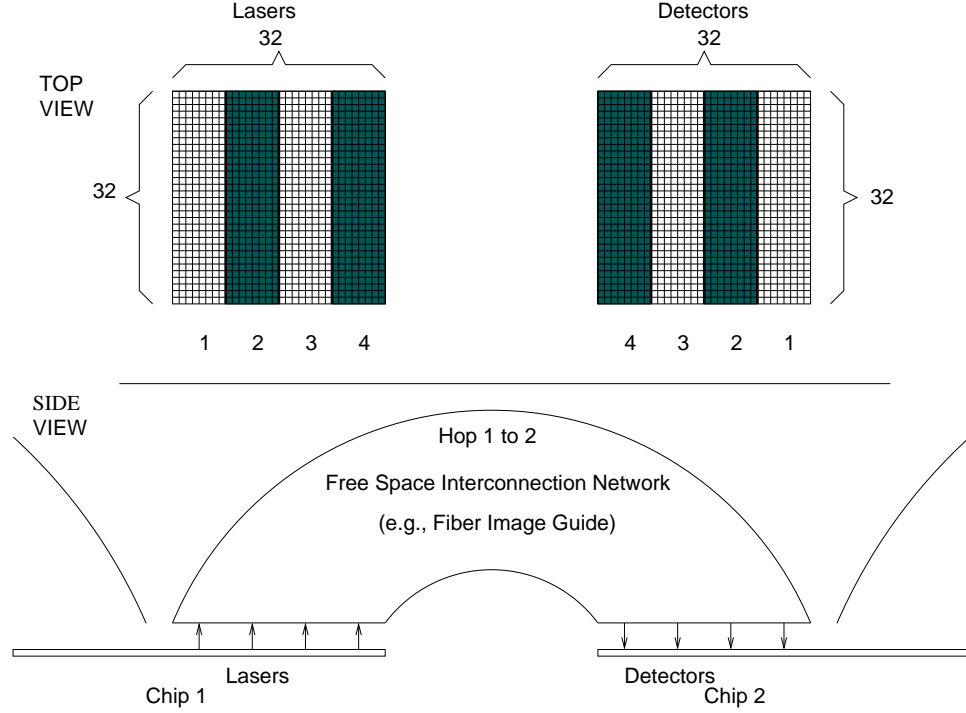 Lasers
32
Detectors
32
TOP
VIEW
32
32
1 2 3 4
4 3 2 1
SIDE
VIEW
Hop 1 to 2
Free Space Interconnection Network
(e.g., Fiber Image Guide)
Lasers
Chip 1
Detectors
Chip 2